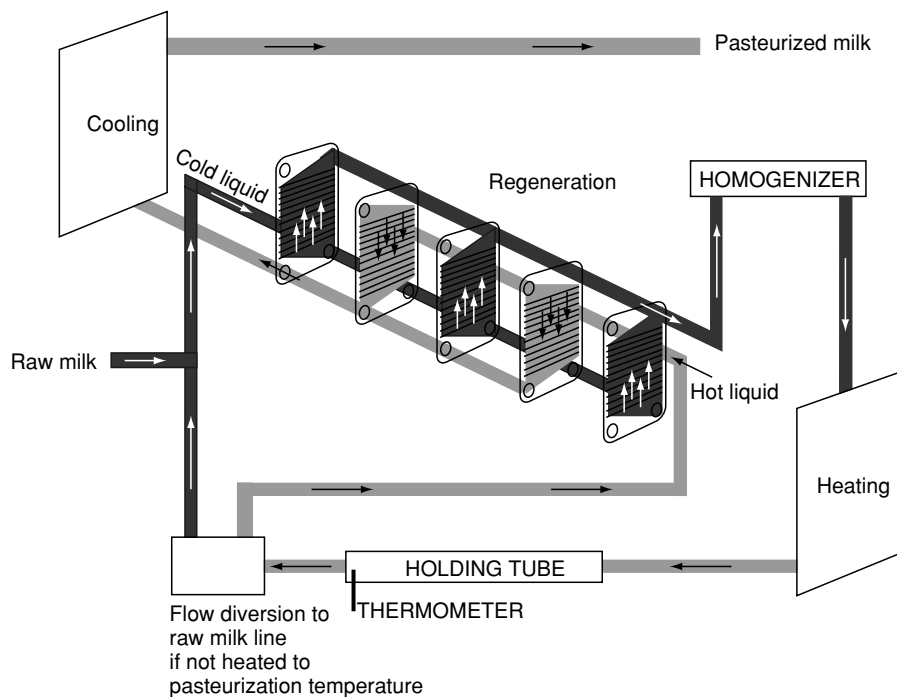 Pasteurized milk
Cooling
Cold liquid
Regeneration
HOMOGENIZER
Raw milk
Hot liquid
Heating
HOLDING TUBE
THERMOMETER
Flow diversion to
raw milk line
if not heated to
pasteurization temperature